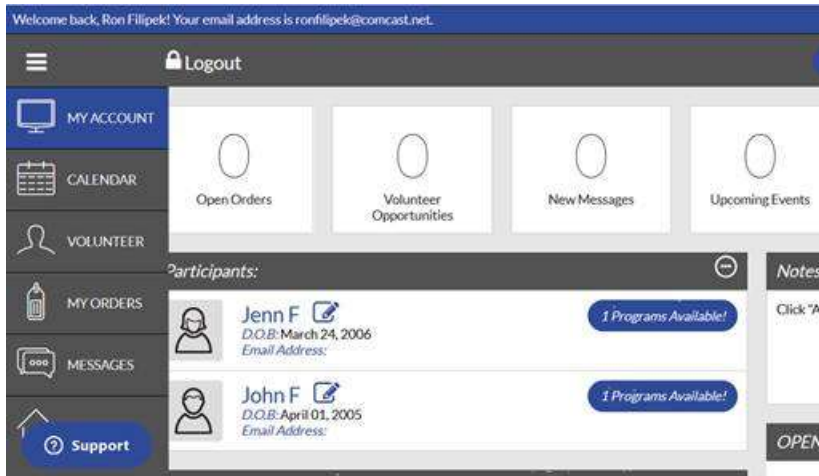 Welcome back, Ron Filipek! Your email address is ronfilipek@comcast.net.
Logout
MY ACCOUNT
CALENDAR
VOLUNTEER
MY ORDERS
MESSAGES
Support
0
Open Orders
0
Volunteer
Opportunities
0
New Messages
0
Upcoming Events
Participants:
Jenn F
D.O.B: March 24, 2006
Email Address:
1 Programs Available!
John F
D.O.B: April 01, 2005
Email Address:
1 Programs Available!
Notes
Click "A
OPEN